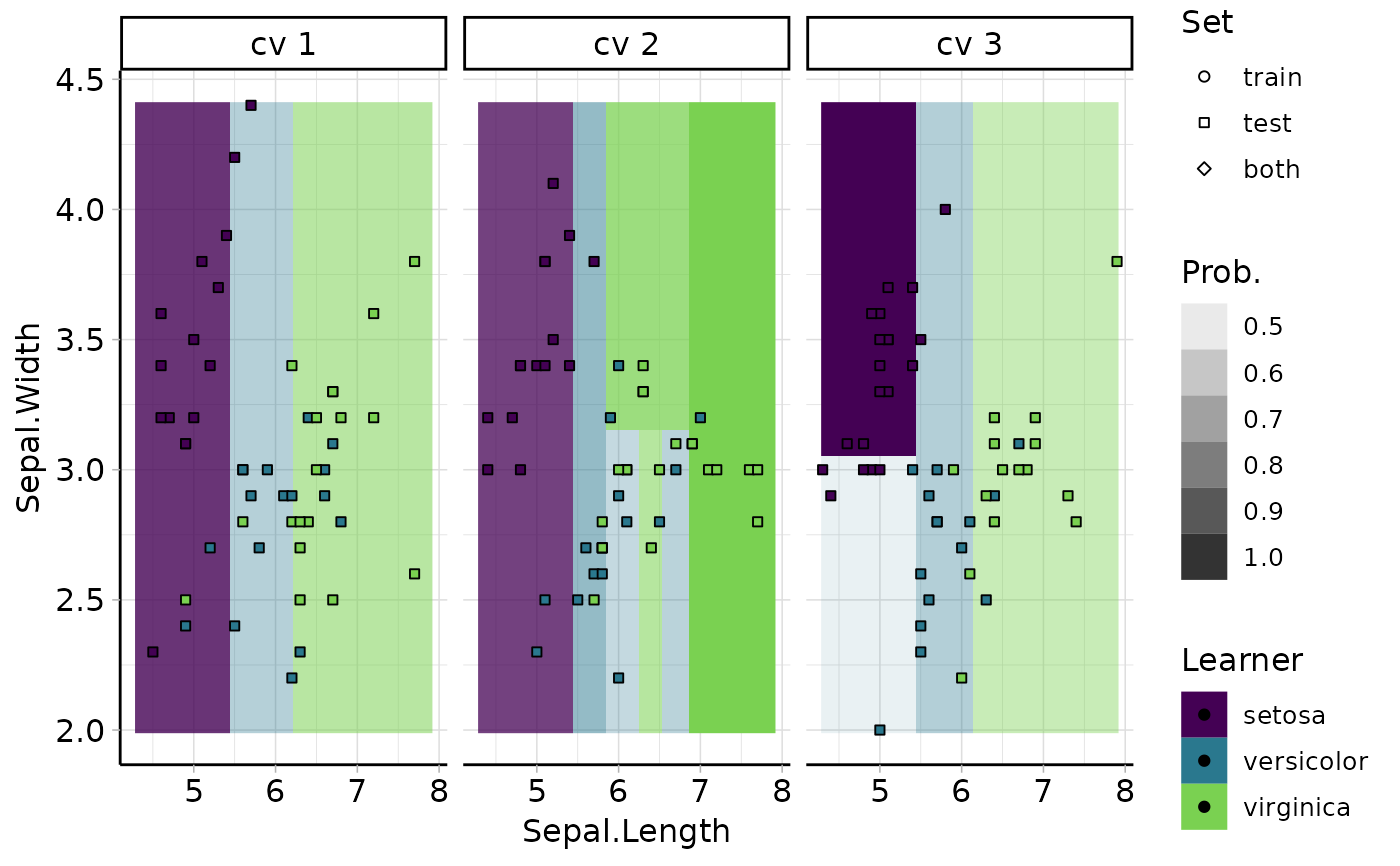 cv 1
cv 2
cv 3
4.5
4.0
3.5
3.0
2.5
2.0
Sepal.Width
5 6 7 8
5 6 7 8
5 6 7 8
Sepal.Length
Set
train
test
both
Prob.
0.5
0.6
0.7
0.8
0.9
1.0
Learner
setosa
versicolor
virginica